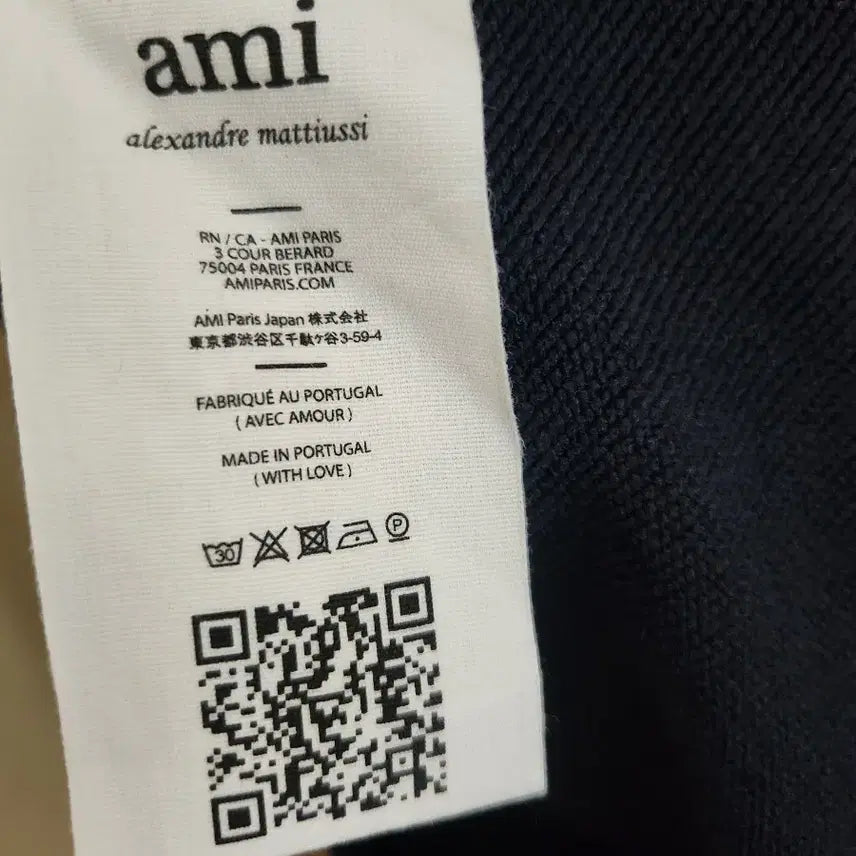 ami
alexandre mattiussi
RN / CA - AMI PARIS
3 COUR BERARD
75004 PARIS FRANCE
AMIPARIS.COM
AMI Paris Japan 株式会社
東京都渋谷区千駄ヶ谷3-59-4
FABRIQUÉ AU PORTUGAL
( AVEC AMOUR )
MADE IN PORTUGAL
( WITH LOVE )
30 P